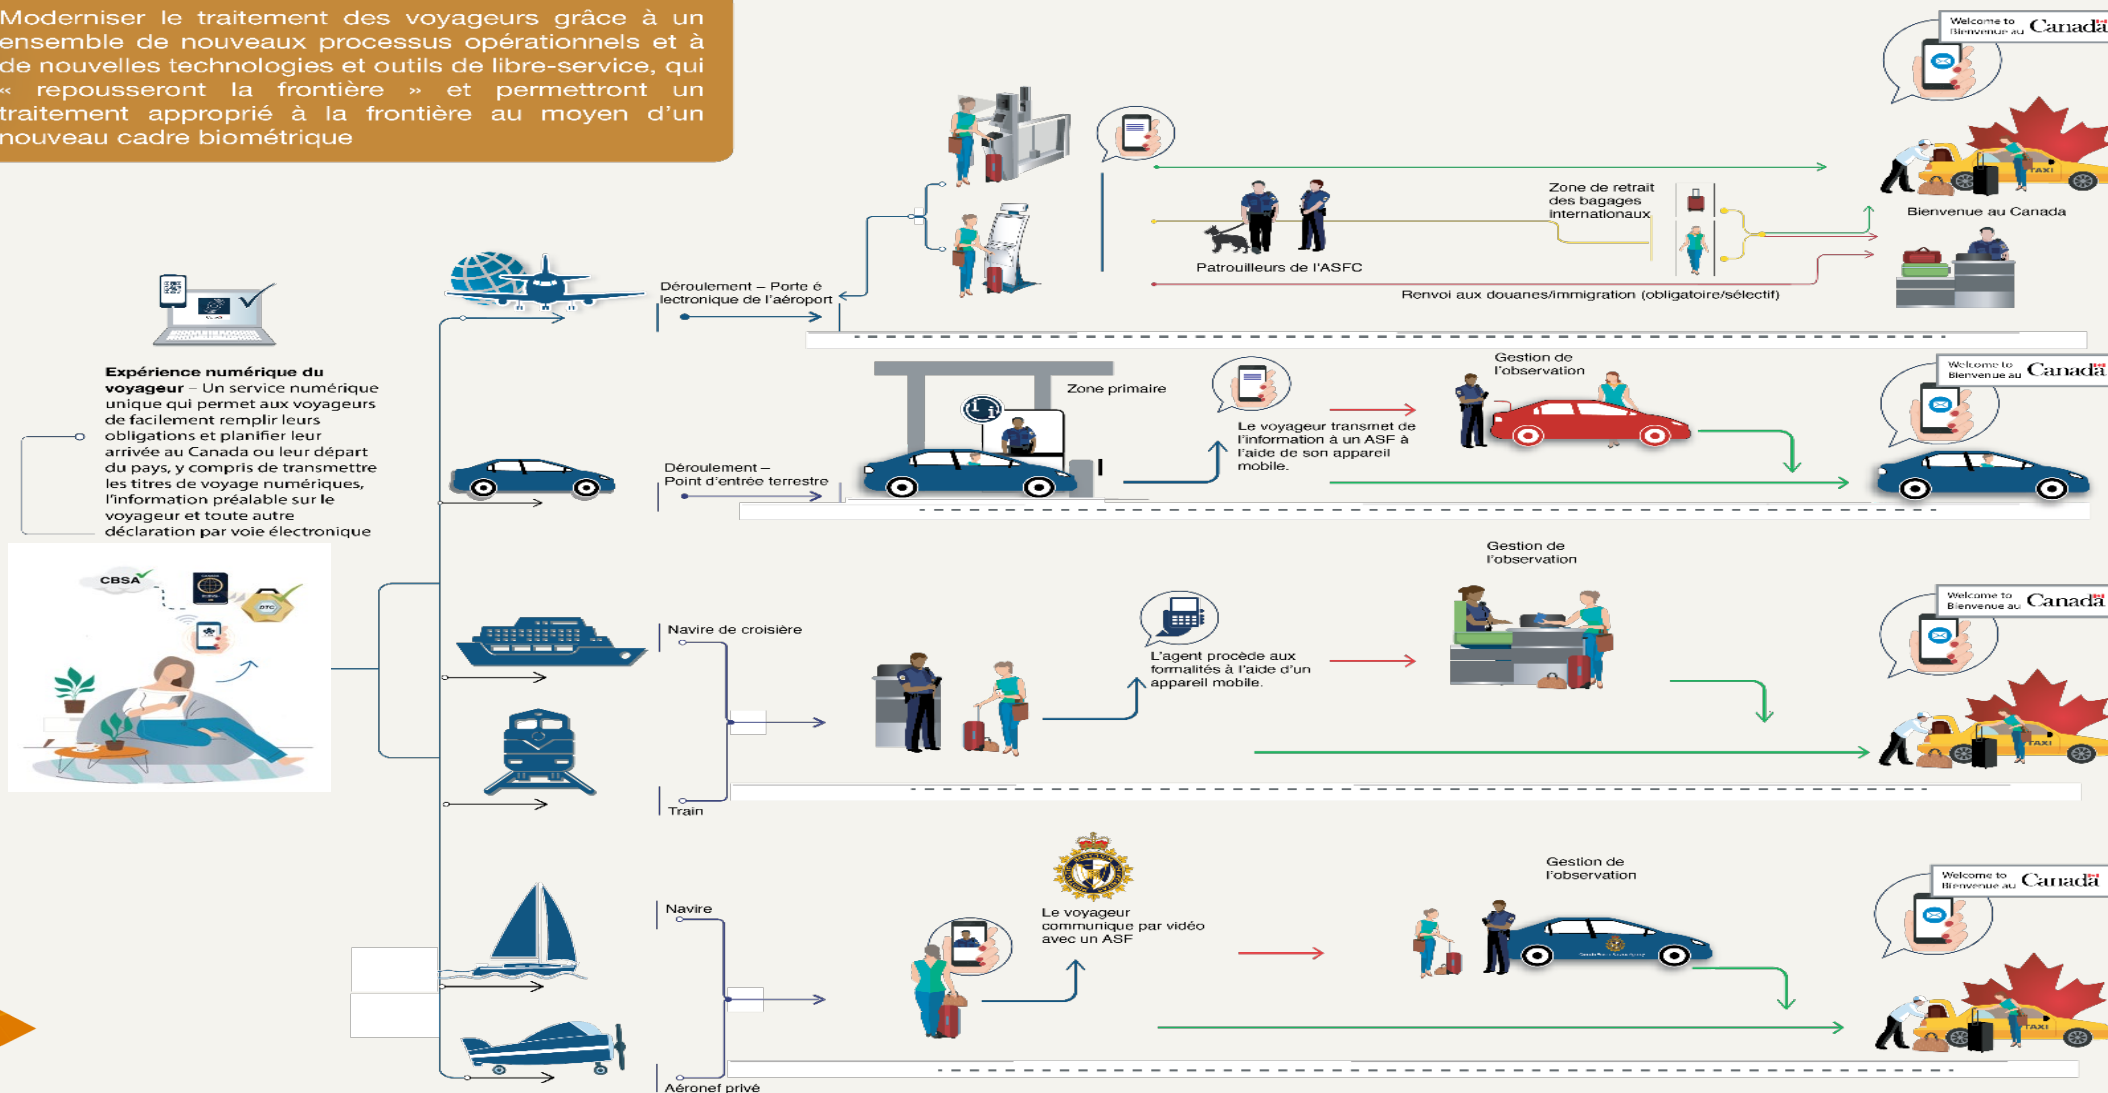 Moderniser le traitement des voyageurs grâce à un
ensemble de nouveaux processus opérationnels et à
de nouvelles technologies et outils de libre-service, qui
« repousseront la frontière » et permettront un
traitement approprié à la frontière au moyen d'un
nouveau cadre biométrique
Expérience numérique du
voyageur – Un service numérique
unique qui permet aux voyageurs
de facilement remplir leurs
obligations et planifier leur
arrivée au Canada ou leur départ
du pays, y compris de transmettre
les titres de voyage numériques,
l'information préalable sur le
voyageur et toute autre
déclaration par voie électronique
CBSA
DTC
Déroulement – Porte é
lectronique de l'aéroport
Patrouilleurs de l'ASFC
Zone de retrait
des bagages
internationaux
Renvoi aux douanes/immigration (obligatoire/sélectif)
Welcome to
Bienvenue au Canada
TAXI
Bienvenue au Canada
Déroulement –
Point d'entrée terrestre
Zone primaire
Le voyageur transmet de
l'information à un ASF à
l'aide de son appareil
mobile.
Gestion de
l'observation
Welcome to
Bienvenue au Canada
Navire de croisière
Train
L'agent procède aux
formalités à l'aide d'un
appareil mobile.
Gestion de
l'observation
Welcome to
Bienvenue au Canada
TAXI
Navire
Aéronef privé
Le voyageur
communique par vidéo
avec un ASF
Gestion de
l'observation
Welcome to
Bienvenue au Canada
TAXI